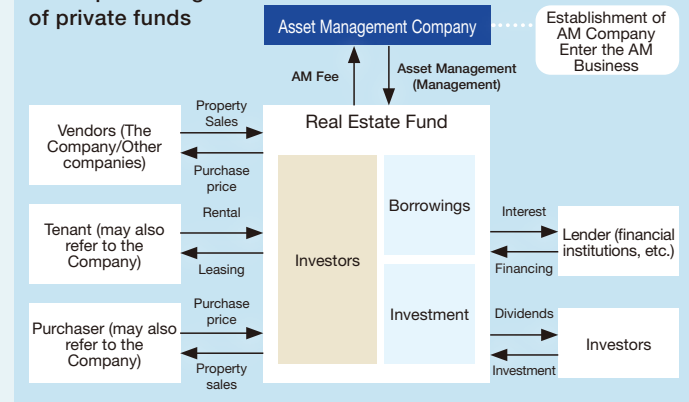 of private funds
Asset Management Company
Establishment of
AM Company
Enter the AM
Business
AM Fee
Asset Management
(Management)
Real Estate Fund
Vendors (The
Company/Other
companies)
Property
Sales
Purchase
price
Tenant (may also
refer to the
Company)
Rental
Leasing
Purchaser (may also
refer to the
Company)
Purchase
price
Property
sales
Investors
Borrowings
Investment
Interest
Financing
Lender (financial
institutions, etc.)
Dividends
Investment
Investors